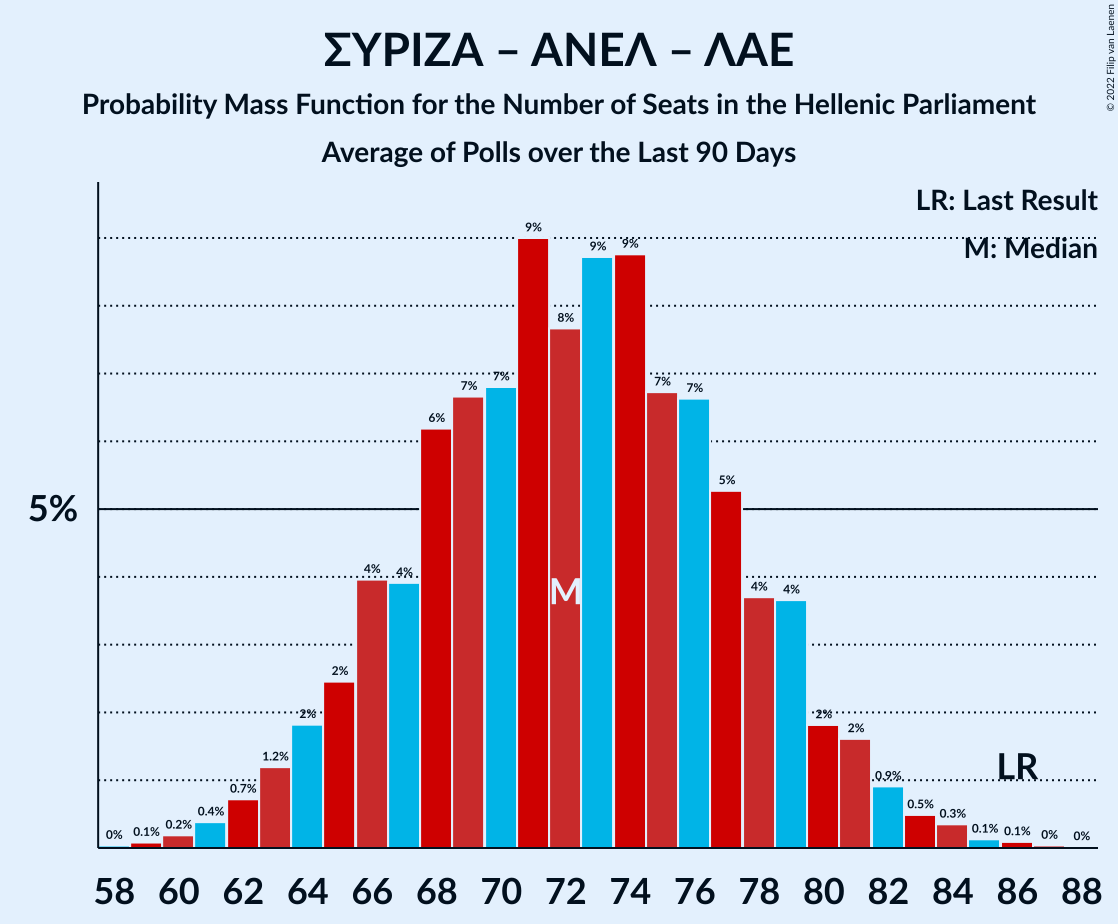 ΣΥΡΙΖΑ – ΑΝΕΛ – ΛΑΕ
Probability Mass Function for the Number of Seats in the Hellenic Parliament
Average of Polls over the Last 90 Days
© 2022 Filip van Laenen
LR: Last Result
M: Median
5%
0% 0.1% 0.2% 0.4% 0.7% 1.2% 2% 2% 4% 4% 6% 7% 7% 9% 8% 9% 9% 7% 7% 5% 4% 4% 2% 2% 0.9% 0.5% 0.3% 0.1% 0.1% 0% 0%
M
LR
58 60 62 64 66 68 70 72 74 76 78 80 82 84 86 88